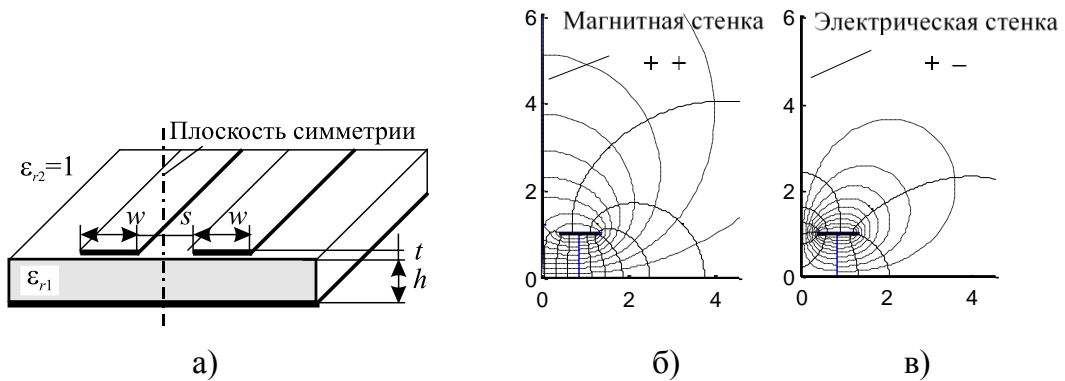 Плоскость симметрии
εr2=1
w s w
t
h
εr1
а)
6
4
2
0
0 2 4
Магнитная стенка
+ +
б)
6
4
2
0
0 2 4
Электрическая стенка
+ –
в)